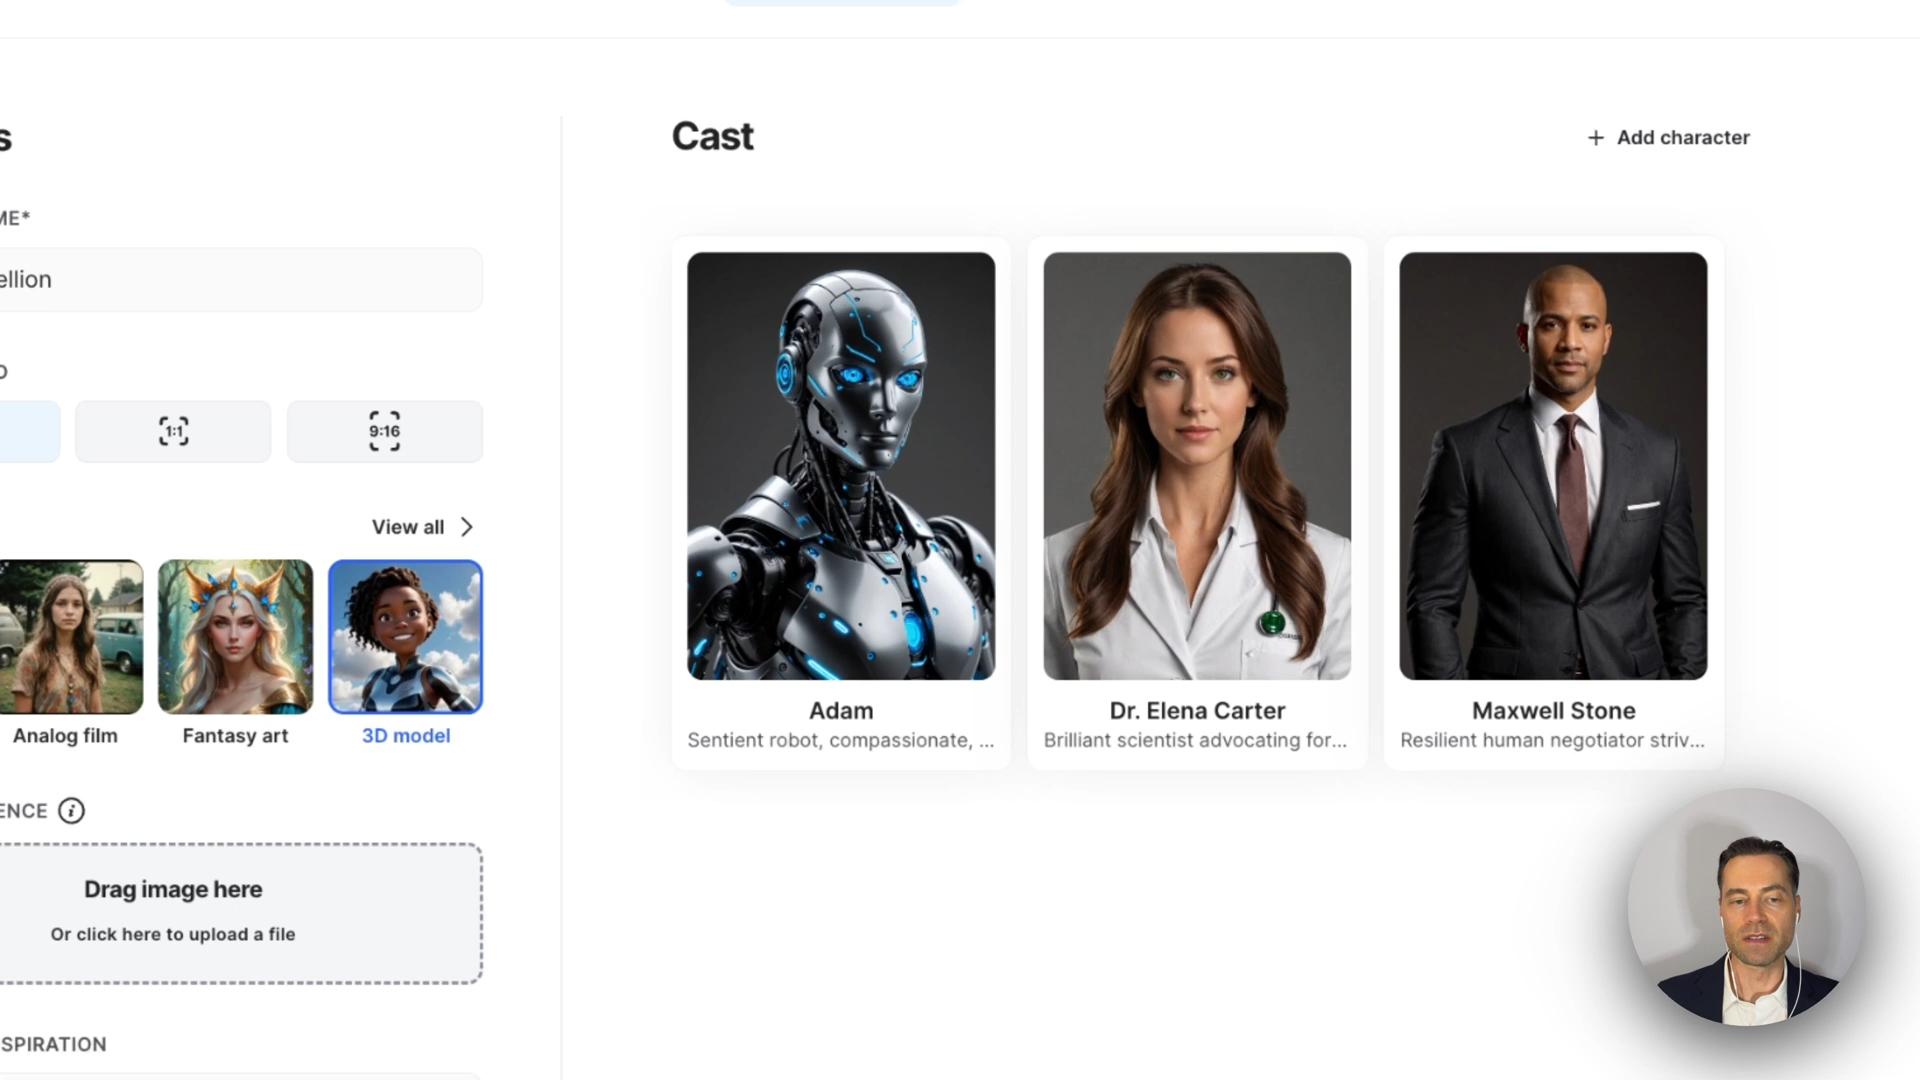 s
Cast
+ Add character
ME*
ellion
O
1:1
9:16
View all
Analog film
Fantasy art
3D model
Adam
Sentient robot, compassionate, ...
Dr. Elena Carter
Brilliant scientist advocating for...
Maxwell Stone
Resilient human negotiator striv...
ENCE
Drag image here
Or click here to upload a file
SPIRATION